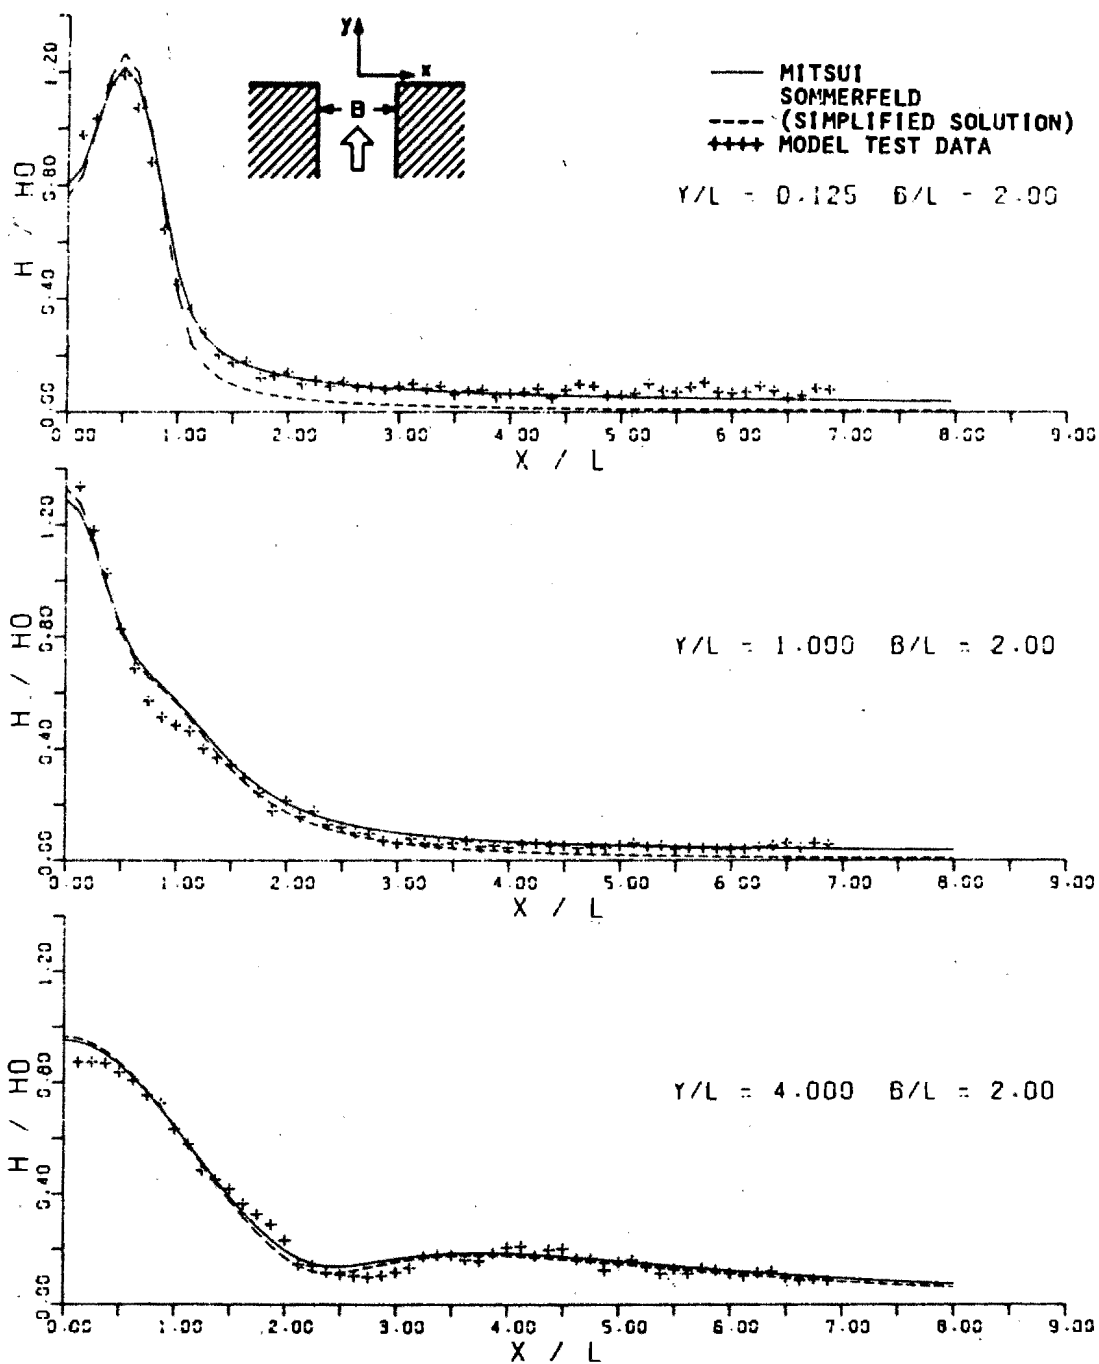 Y
X
B
MITSUI
SOMMERFELD
(SIMPLIFIED SOLUTION)
++++ MODEL TEST DATA
Y/L = 0.125 B/L = 2.00
H / HO
0.00 0.40 0.80 1.20
0.00 1.00 2.00 3.00 4.00 5.00 6.00 7.00 8.00 9.00
X / L
Y/L = 1.000 B/L = 2.00
H / HO
0.00 0.40 0.80 1.20
0.00 1.00 2.00 3.00 4.00 5.00 6.00 7.00 8.00 9.00
X / L
Y/L = 4.000 B/L = 2.00
H / HO
0.00 0.40 0.80 1.20
0.00 1.00 2.00 3.00 4.00 5.00 6.00 7.00 8.00 9.00
X / L